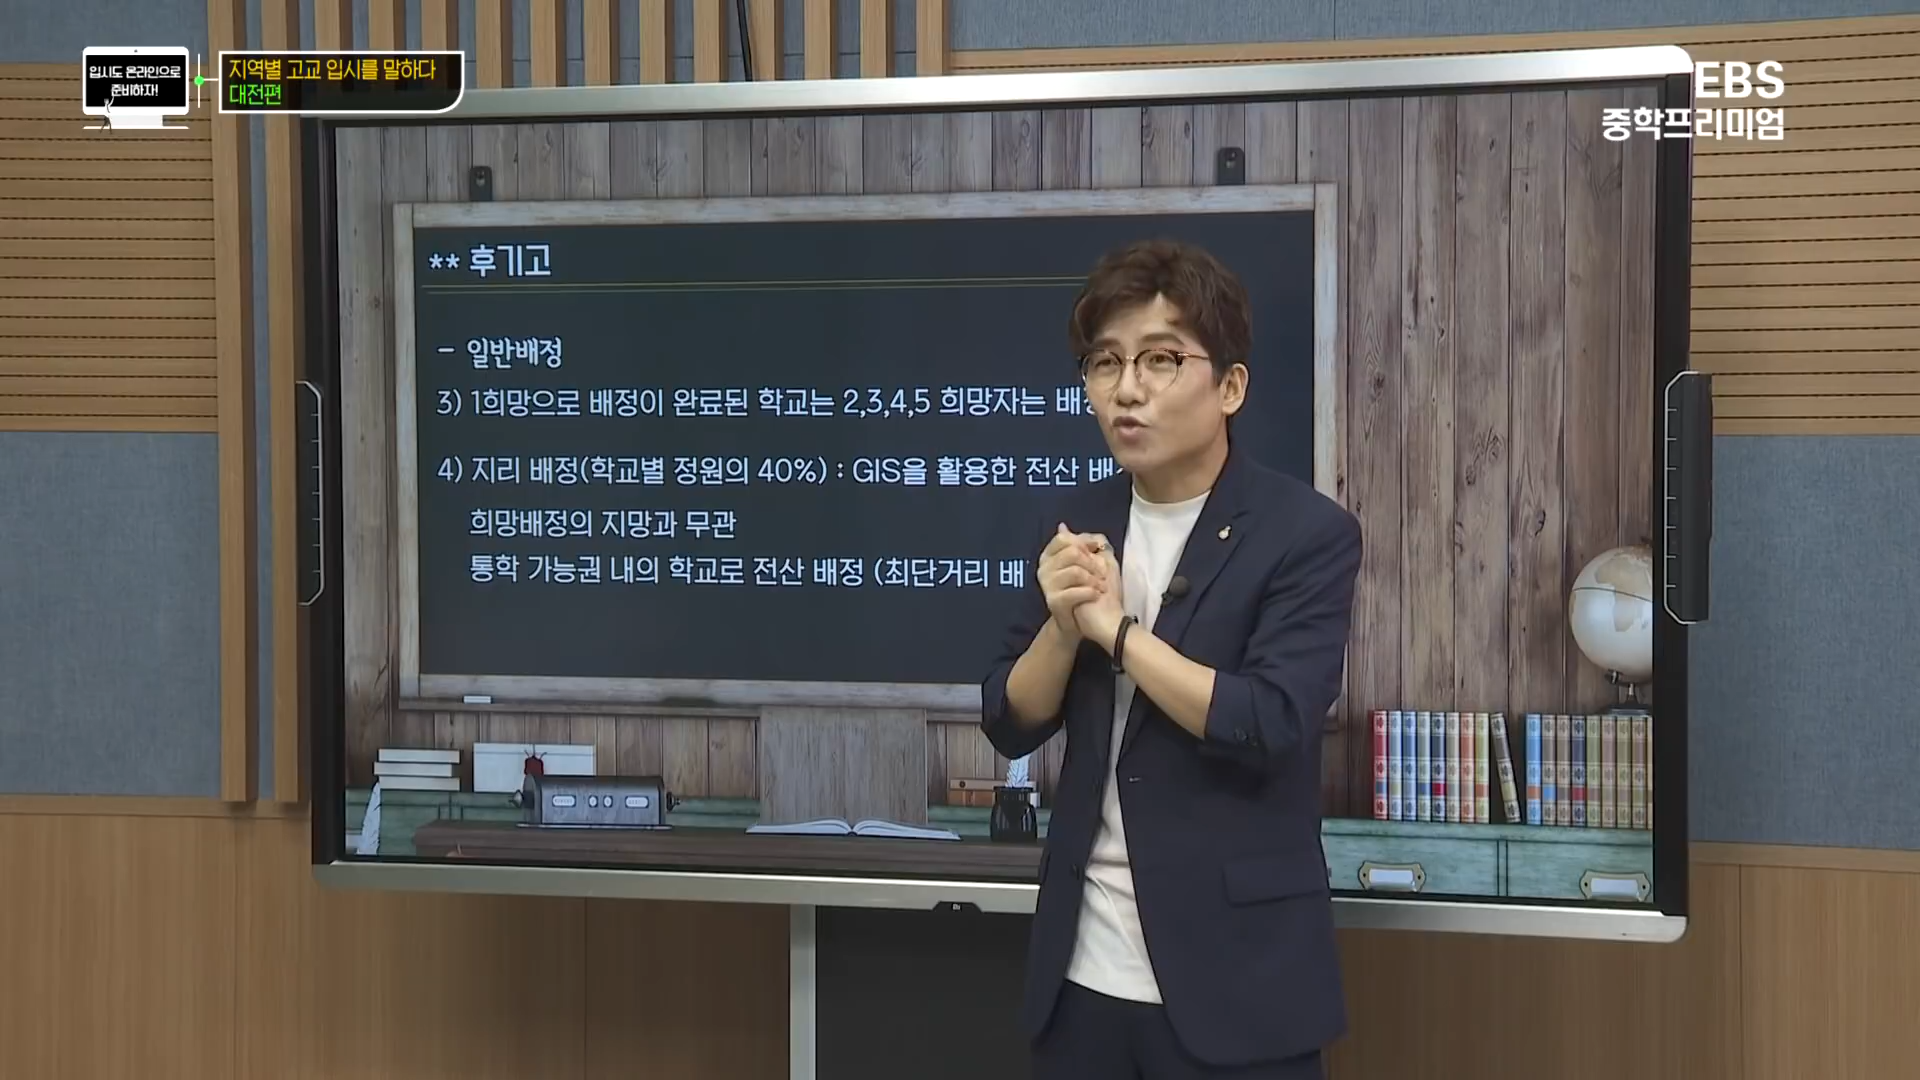 입시도 온라인으로
준비하자!
지역별 고교 입시를 말하다
대전편
EBS
중학프리미엄
** 후기고
- 일반배정
3) 1희망으로 배정이 완료된 학교는 2,3,4,5 희망자는
4) 지리 배정(학교별 정원의 40%) : GIS을 활용한 전산
희망배정의 지망과 무관
통학 가능권 내의 학교로 전산 배정 (최단거리